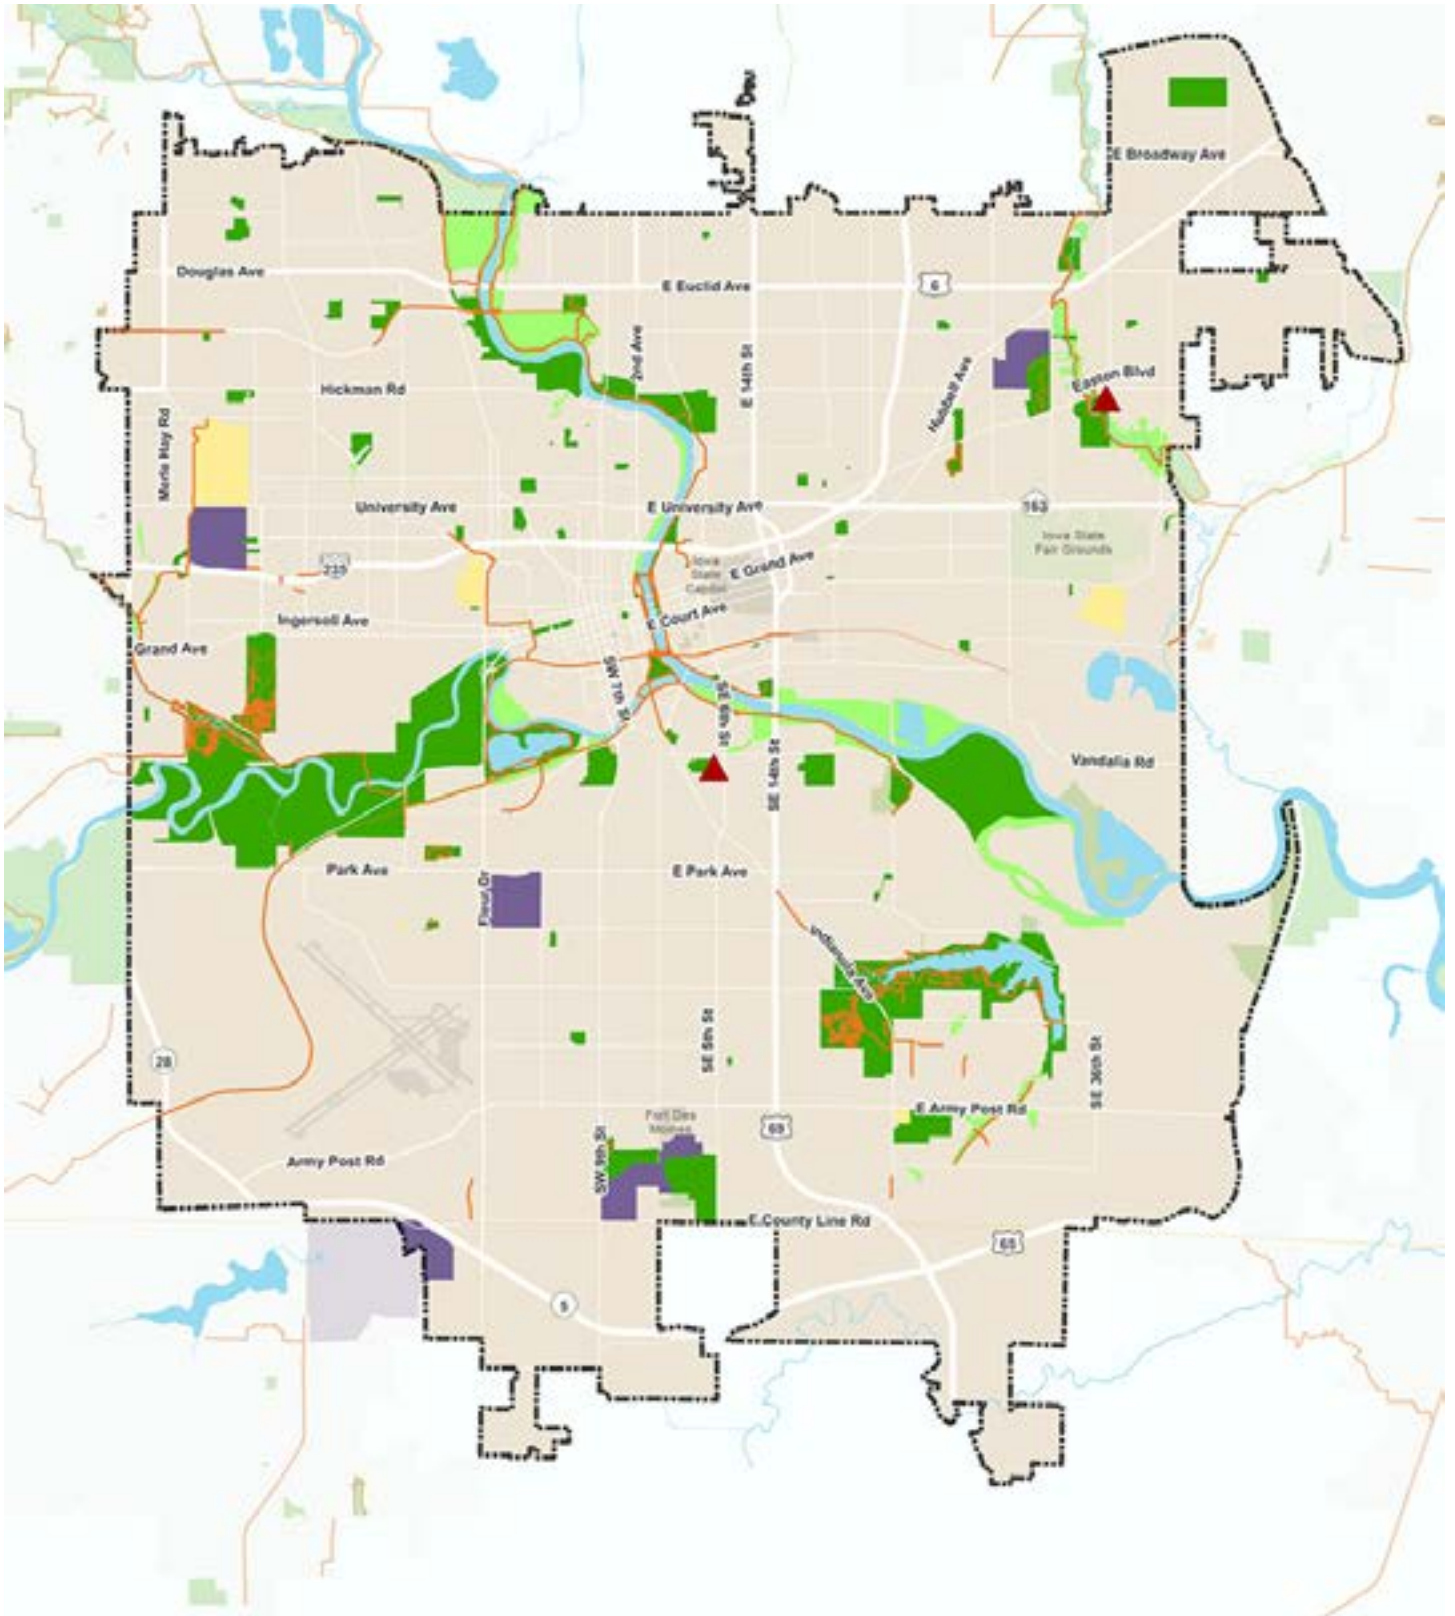 E Broadway Ave
Douglas Ave
E Euclid Ave
6
2nd Ave
E 14th St
Hubbell Ave
Easton Blvd
Hickman Rd
Merle Hay Rd
University Ave
E University Ave
163
Iowa State
Fair Grounds
235
Iowa
State
Capitol
E Grand Ave
E Court Ave
Ingersoll Ave
Grand Ave
SW 7th St
SE 6th St
SE 14th St
Vandalia Rd
Park Ave
E Park Ave
Fleur Dr
Indianola Ave
SE 5th St
SE 36th St
28
E Army Post Rd
Fort Des
Moines
69
SW 9th St
Army Post Rd
E County Line Rd
65
5